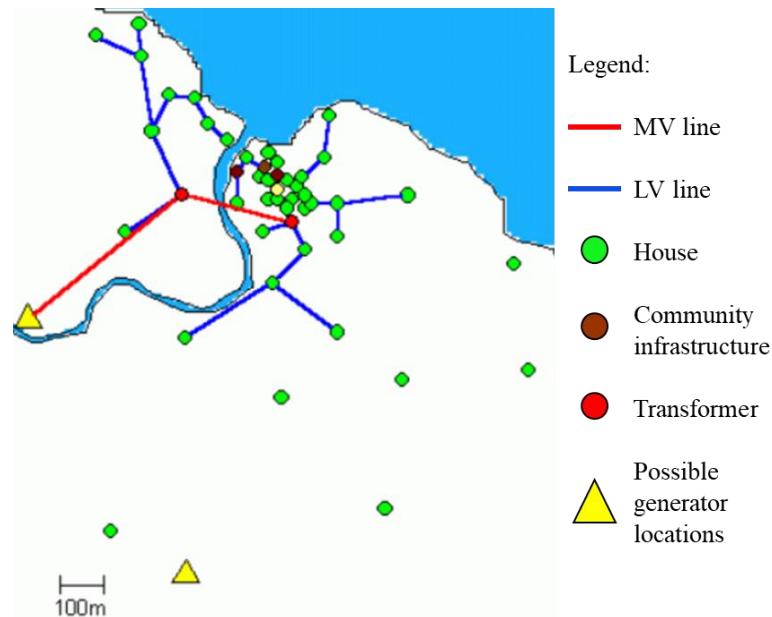 Legend:
MV line
LV line
House
Community
infrastructure
Transformer
Possible
generator
locations
100m